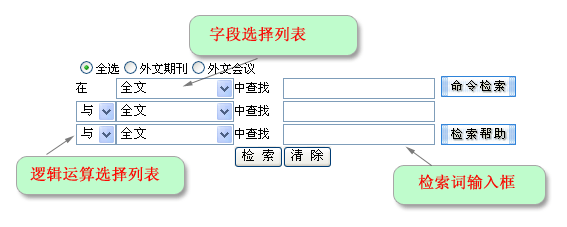 字段选择列表
全选 外文期刊 外文会议
在 全文 中查找 命令检索
与 全文 中查找
与 全文 中查找 检索帮助
检 索 清 除
逻辑运算选择列表
检索词输入框